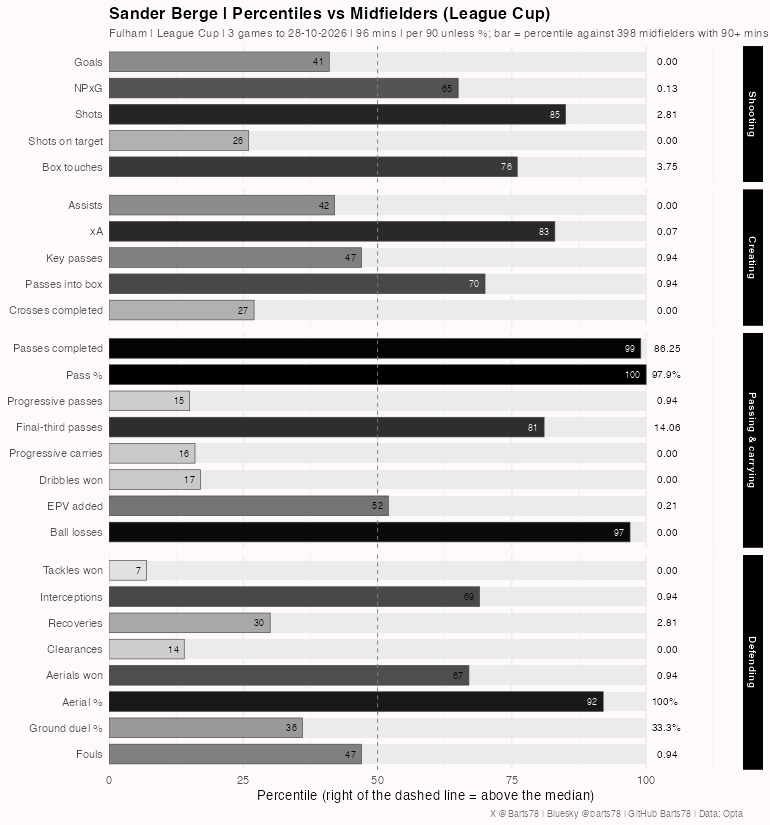 Sander Berge | Percentiles vs Midfielders (League Cup)
Fulham | League Cup | 3 games to 28-10-2026 | 96 mins | per 90 unless %; bar = percentile against 398 midfielders with 90+ mins
Goals 41 0.00
NPxG 65 0.13
Shots 85 2.81
Shots on target 26 0.00
Box touches 76 3.75
Shooting
Assists 42 0.00
xA 83 0.07
Key passes 47 0.94
Passes into box 70 0.94
Crosses completed 27 0.00
Creating
Passes completed 99 86.25
Pass % 100 97.9%
Progressive passes 15 0.94
Final-third passes 81 14.06
Progressive carries 16 0.00
Dribbles won 17 0.00
EPV added 52 0.21
Ball losses 97 0.00
Passing & carrying
Tackles won 7 0.00
Interceptions 69 0.94
Recoveries 30 2.81
Clearances 14 0.00
Aerials won 67 0.94
Aerial % 92 100%
Ground duel % 36 33.3%
Fouls 47 0.94
Defending
0 25 50 75 100
Percentile (right of the dashed line = above the median)
X @Barts78 | Bluesky @barts78 | GitHub Barts78 | Data: Opta